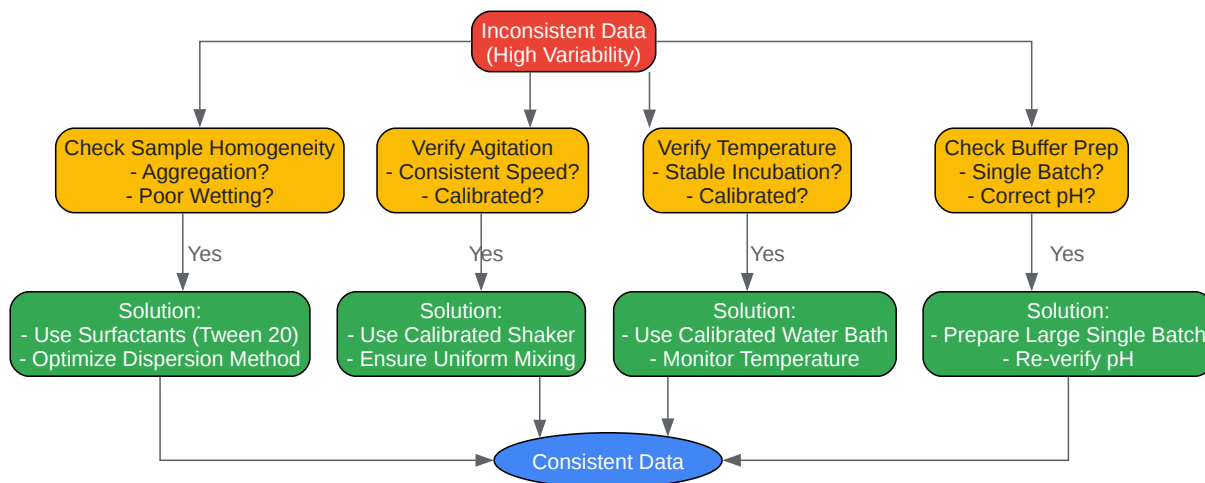 Inconsistent Data
(High Variability)
Check Sample Homogeneity
- Aggregation?
- Poor Wetting?
Verify Agitation
- Consistent Speed?
- Calibrated?
Verify Temperature
- Stable Incubation?
- Calibrated?
Check Buffer Prep
- Single Batch?
- Correct pH?
Yes
Yes
Yes
Yes
Solution:
- Use Surfactants (Tween 20)
- Optimize Dispersion Method
Solution:
- Use Calibrated Shaker
- Ensure Uniform Mixing
Solution:
- Use Calibrated Water Bath
- Monitor Temperature
Solution:
- Prepare Large Single Batch
- Re-verify pH
Consistent Data